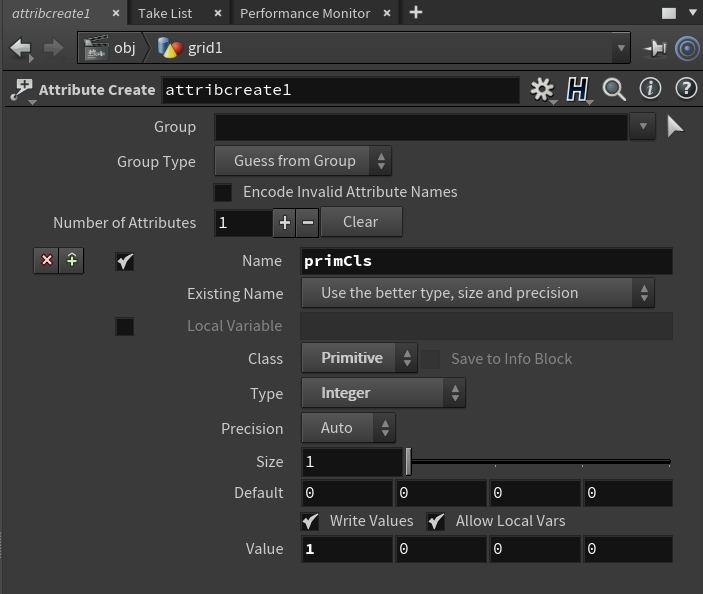 attribcreate1 × Take List × Performance Monitor × +
obj grid1
Attribute Create attribcreate1
Group
Group Type Guess from Group
Encode Invalid Attribute Names
Number of Attributes 1 + − Clear
Name primCls
Existing Name Use the better type, size and precision
Local Variable
Class Primitive Save to Info Block
Type Integer
Precision Auto
Size 1
Default 0 0 0 0
Write Values Allow Local Vars
Value 1 0 0 0